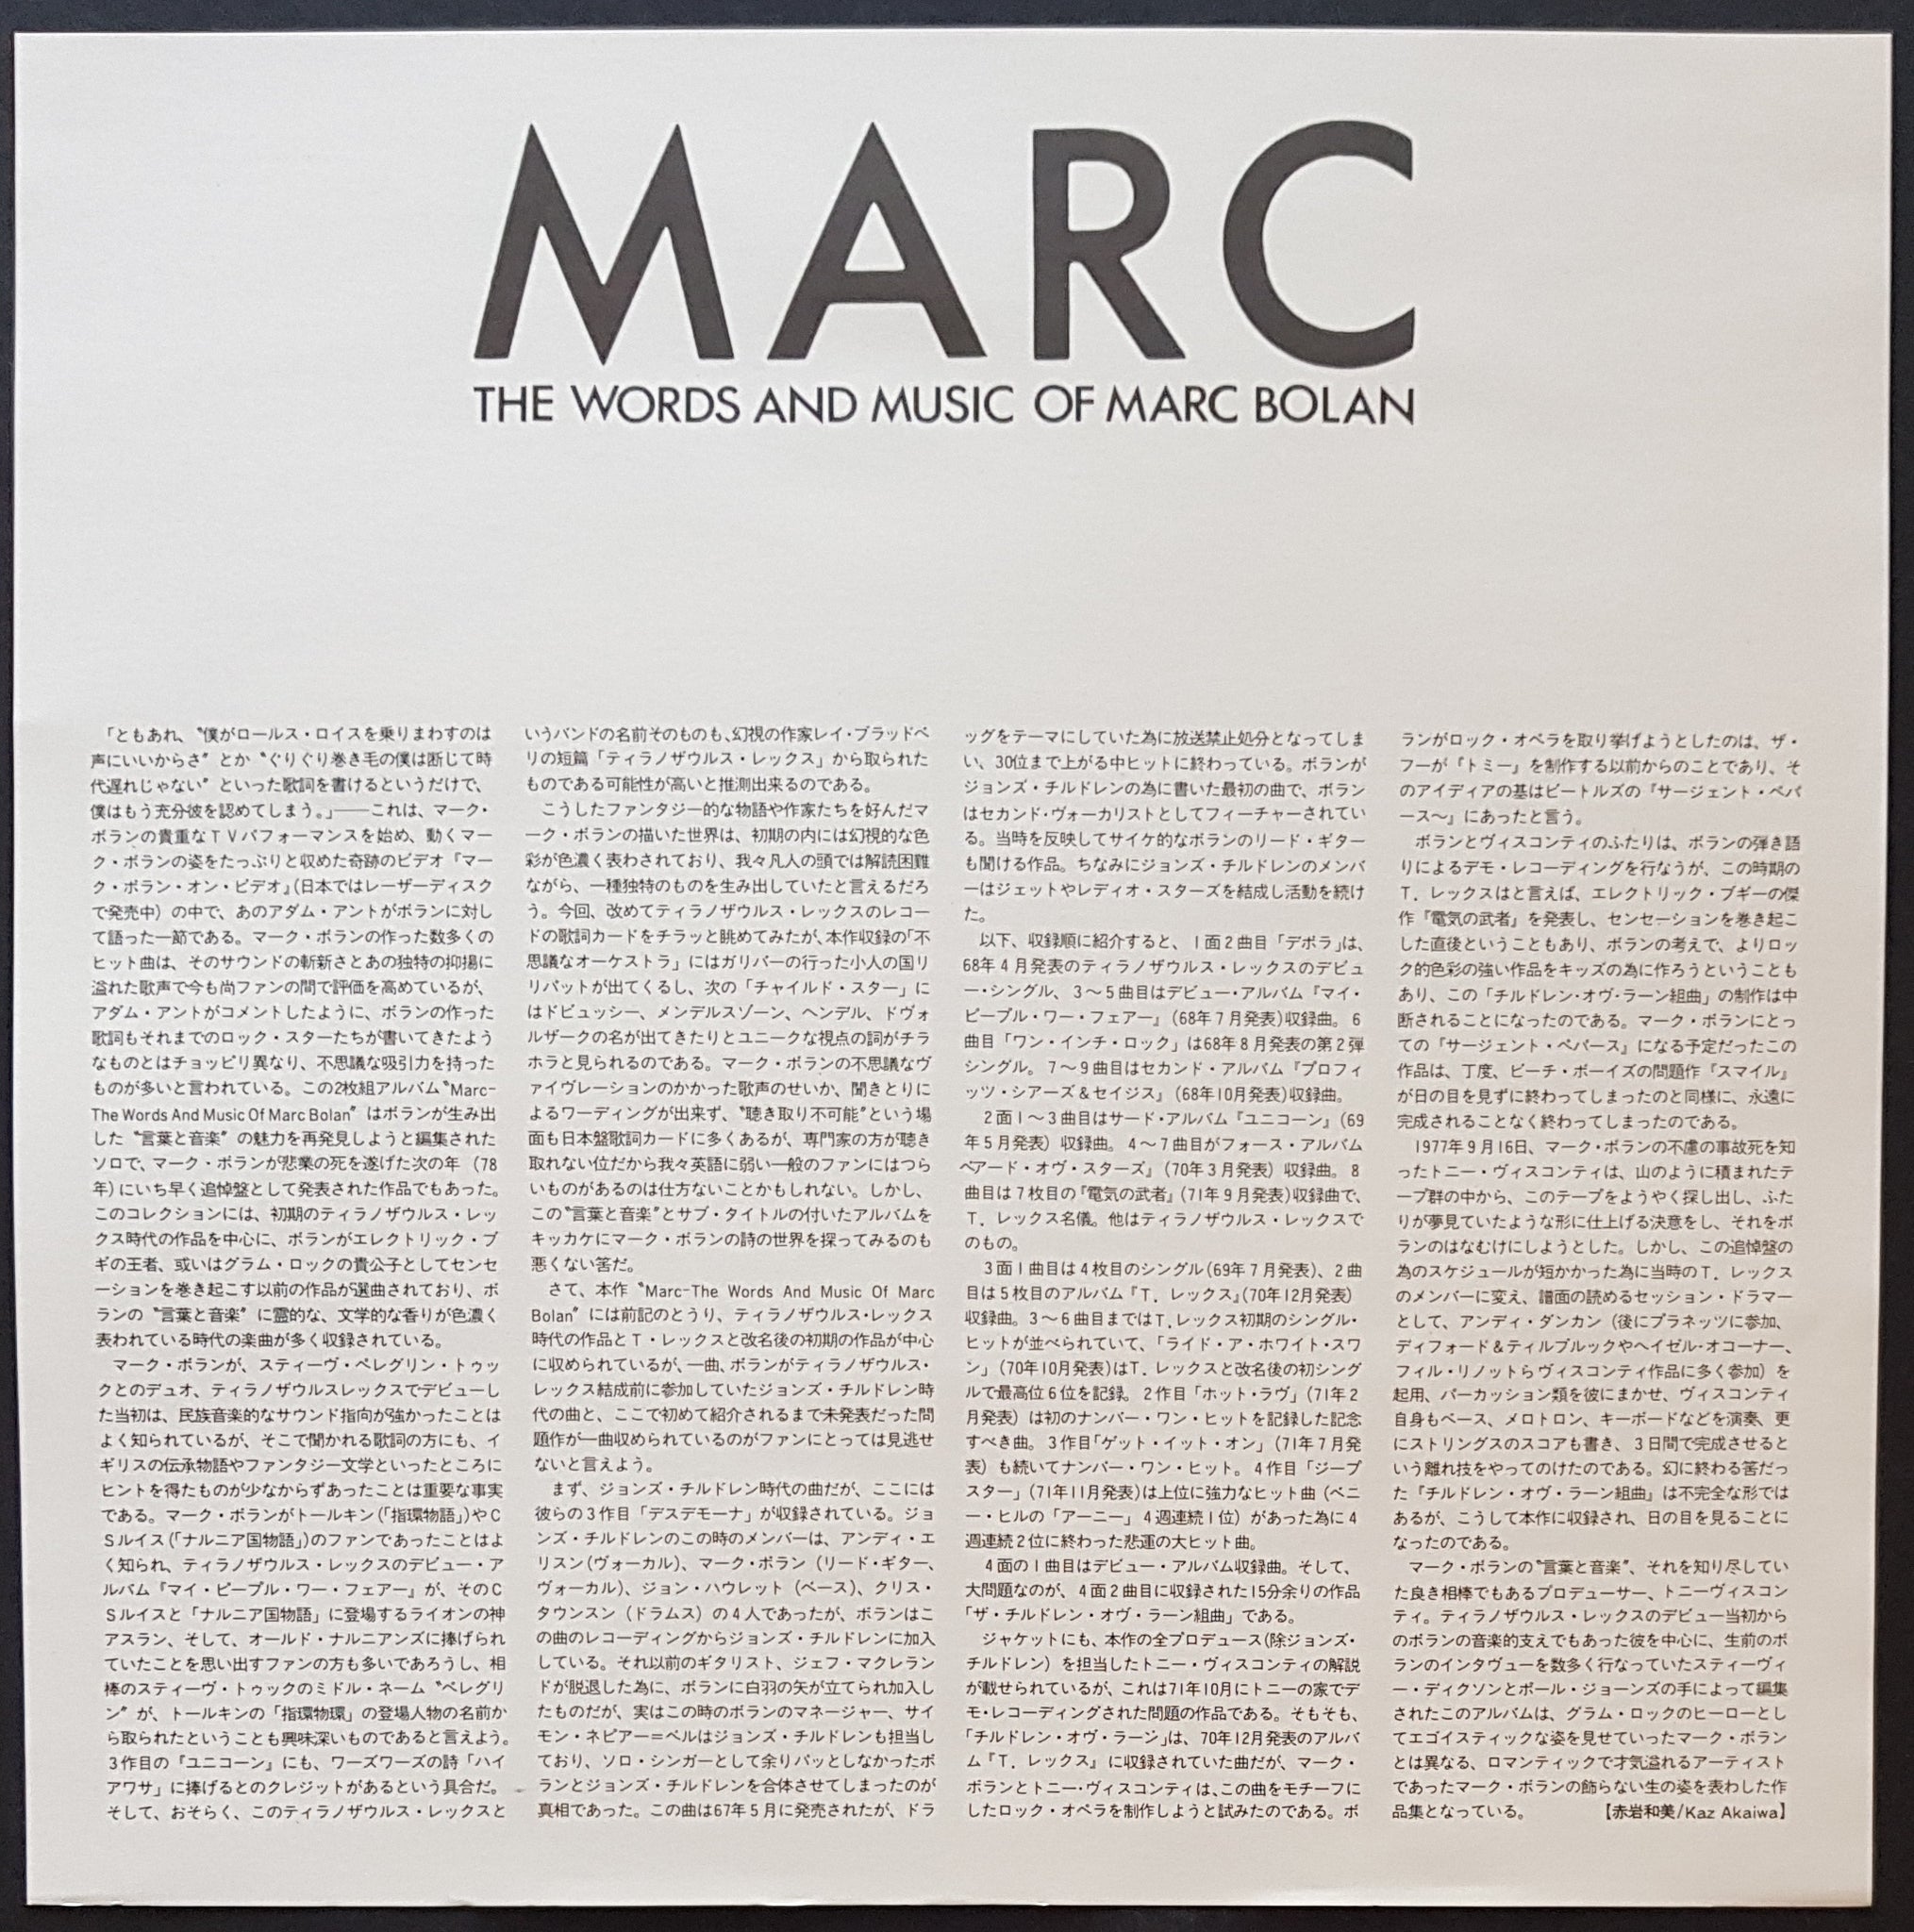 MARC
THE WORDS AND MUSIC OF MARC BOLAN
「ともあれ、〝僕がロールス・ロイスを乗りまわすのは
声にいいからさ〟とか〝ぐりぐり巻き毛の僕は断じて時
代遅れじゃない〟といった歌詞を書けるというだけで、
僕はもう充分彼を認めてしまう。」——これは、マーク・
ボランの貴重なＴＶパフォーマンスを始め、動くマー
ク・ボランの姿をたっぷりと収めた奇跡のビデオ『マー
ク・ボラン・オン・ビデオ』(日本ではレーザーディスク
で発売中）の中で、あのアダム・アントがボランに対し
て語った一節である。マーク・ボランの作った数多くの
ヒット曲は、そのサウンドの斬新さとあの独特の抑揚に
溢れた歌声で今も尚ファンの間で評価を高めているが、
アダム・アントがコメントしたように、ボランの作った
歌詞もそれまでのロック・スターたちが書いてきたよう
なものとはチョッピリ異なり、不思議な吸引力を持った
ものが多いと言われている。この2枚組アルバム〝Marc-
The Words And Music Of Marc Bolan〟はボランが生み出
した〝言葉と音楽〟の魅力を再発見しようと編集された
ソロで、マーク・ボランが悲業の死を遂げた次の年（78
年）にいち早く追悼盤として発表された作品でもあった。
このコレクションには、初期のティラノザウルス・レッ
クス時代の作品を中心に、ボランがエレクトリック・ブ
ギの王者、或いはグラム・ロックの貴公子としてセンセ
ーションを巻き起こす以前の作品が選曲されており、ボ
ランの〝言葉と音楽〟に霊的な、文学的な香りが色濃く
表われている時代の楽曲が多く収録されている。
マーク・ボランが、スティーヴ・ペレグリン・トゥッ
クとのデュオ、ティラノザウルスレックスでデビューし
た当初は、民族音楽的なサウンド指向が強かったことは
よく知られているが、そこで聞かれる歌詞の方にも、イ
ギリスの伝承物語やファンタジー文学といったところに
ヒントを得たものが少なからずあったことは重要な事実
である。マーク・ボランがトールキン(「指環物語」)やＣ
Ｓルイス(「ナルニア国物語」)のファンであったことはよ
く知られ、ティラノザウルス・レックスのデビュー・ア
ルバム『マイ・ピープル・ワー・フェアー』が、そのＣ
Ｓルイスと「ナルニア国物語」に登場するライオンの神
アスラン、そして、オールド・ナルニアンズに捧げられ
ていたことを思い出すファンの方も多いであろうし、相
棒のスティーヴ・トゥックのミドル・ネーム〝ペレグリ
ン〟が、トールキンの「指環物環」の登場人物の名前か
ら取られたということも興味深いものであると言えよう。
3作目の『ユニコーン』にも、ワーズワーズの詩「ハイ
アワサ」に捧げるとのクレジットがあるという具合だ。
そして、おそらく、このティラノザウルス・レックスと
いうバンドの名前そのものも、幻視の作家レイ・ブラッドベ
リの短篇「ティラノザウルス・レックス」から取られた
ものである可能性が高いと推測出来るのである。
こうしたファンタジー的な物語や作家たちを好んだマ
ーク・ボランの描いた世界は、初期の内には幻視的な色
彩が色濃く表わされており、我々凡人の頭では解読困難
ながら、一種独特のものを生み出していたと言えるだろ
う。今回、改めてティラノザウルス・レックスのレコー
ドの歌詞カードをチラッと眺めてみたが、本作収録の「不
思議なオーケストラ」にはガリバーの行った小人の国リ
リパットが出てくるし、次の「チャイルド・スター」に
はドビュッシー、メンデルスゾーン、ヘンデル、ドヴォ
ルザークの名が出てきたりとユニークな視点の詞がチラ
ホラと見られるのである。マーク・ボランの不思議なヴ
ァイヴレーションのかかった歌声のせいか、聞きとりに
よるワーディングが出来ず、〝聴き取り不可能〟という場
面も日本盤歌詞カードに多くあるが、専門家の方が聴き
取れない位だから我々英語に弱い一般のファンにはつら
いものがあるのは仕方ないことかもしれない。しかし、
この〝言葉と音楽〟とサブ・タイトルの付いたアルバムを
キッカケにマーク・ボランの詩の世界を探ってみるのも
悪くない筈だ。
さて、本作〝Marc-The Words And Music Of Marc
Bolan〟には前記のとうり、ティラノザウルス・レックス
時代の作品とＴ・レックスと改名後の初期の作品が中心
に収められているが、一曲、ボランがティラノザウルス・
レックス結成前に参加していたジョンズ・チルドレン時
代の曲と、ここで初めて紹介されるまで未発表だった問
題作が一曲収められているのがファンにとっては見逃せ
ないと言えよう。
まず、ジョンズ・チルドレン時代の曲だが、ここには
彼らの3作目「デスデモーナ」が収録されている。ジョ
ンズ・チルドレンのこの時のメンバーは、アンディ・エ
リスン(ヴォーカル)、マーク・ボラン（リード・ギター、
ヴォーカル)、ジョン・ハウレット（ベース)、クリス・
タウンスン（ドラムス）の4人であったが、ボランはこ
の曲のレコーディングからジョンズ・チルドレンに加入
している。それ以前のギタリスト、ジェフ・マクレラン
ドが脱退した為に、ボランに白羽の矢が立てられ加入し
たものだが、実はこの時のボランのマネージャー、サイ
モン・ネピアー＝ベルはジョンズ・チルドレンも担当し
ており、ソロ・シンガーとして余りパッとしなかったボ
ランとジョンズ・チルドレンを合体させてしまったのが
真相であった。この曲は67年5月に発売されたが、ドラ
ッグをテーマにしていた為に放送禁止処分となってしま
い、30位まで上がる中ヒットに終わっている。ボランが
ジョンズ・チルドレンの為に書いた最初の曲で、ボラン
はセカンド・ヴォーカリストとしてフィーチャーされてい
る。当時を反映してサイケ的なボランのリード・ギター
も聞ける作品。ちなみにジョンズ・チルドレンのメンバ
ーはジェットやレディオ・スターズを結成し活動を続け
た。
以下、収録順に紹介すると、1面2曲目「デボラ」は、
68年4月発表のティラノザウルス・レックスのデビュ
ー・シングル、3〜5曲目はデビュー・アルバム『マイ・
ピープル・ワー・フェアー』(68年7月発表)収録曲。6
曲目「ワン・インチ・ロック」は68年8月発表の第2弾
シングル。7〜9曲目はセカンド・アルバム『プロフィ
ッツ・シアーズ＆セイジス』(68年10月発表)収録曲。
2面1〜3曲目はサード・アルバム『ユニコーン』(69
年5月発表）収録曲。4〜7曲目がフォース・アルバム
ベアード・オヴ・スターズ』(70年3月発表）収録曲。8
曲目は7枚目の『電気の武者』(71年9月発表)収録曲で、
Ｔ．レックス名儀。他はティラノザウルス・レックスで
のもの。
3面1曲目は4枚目のシングル(69年7月発表)、2曲
目は5枚目のアルバム『Ｔ．レックス』(70年12月発表)
収録曲。3〜6曲目まではＴ．レックス初期のシングル・
ヒットが並べられていて、「ライド・ア・ホワイト・スワ
ン」(70年10月発表)はＴ．レックスと改名後の初シング
ルで最高位6位を記録。2作目「ホット・ラヴ」(71年2
月発表）は初のナンバー・ワン・ヒットを記録した記念
すべき曲。3作目「ゲット・イット・オン」(71年7月発
表）も続いてナンバー・ワン・ヒット。4作目「ジープ
スター」(71年11月発表)は上位に強力なヒット曲（ベニ
ー・ヒルの「アーニー」4週連続1位）があった為に4
週連続2位に終わった悲運の大ヒット曲。
4面の1曲目はデビュー・アルバム収録曲。そして、
大問題なのが、4面2曲目に収録された15分余りの作品
「ザ・チルドレン・オヴ・ラーン組曲」である。
ジャケットにも、本作の全プロデュース(除ジョンズ・
チルドレン）を担当したトニー・ヴィスコンティの解説
が載せられているが、これは71年10月にトニーの家でデ
モ・レコーディングされた問題の作品である。そもそも、
「チルドレン・オヴ・ラージ」は、70年12月発表のアルバ
ム『Ｔ．レックス』に収録されていた曲だが、マーク・
ボランとトニー・ヴィスコンティは、この曲をモチーフに
したロック・オペラを制作しようと試みたのである。ボ
ランがロック・オペラを取り挙げようとしたのは、ザ・
フーが『トミー』を制作する以前からのことであり、そ
のアイディアの基はビートルズの『サージェント・ペパ
ース〜』にあったと言う。
ボランとヴィスコンティのふたりは、ボランの弾き語
りによるデモ・レコーディングを行なうが、この時期の
Ｔ．レックスはと言えば、エレクトリック・ブギーの傑
作『電気の武者』を発表し、センセーションを巻き起こ
した直後ということもあり、ボランの考えで、よりロッ
ク的色彩の強い作品をキッズの為に作ろうということも
あり、この「チルドレン・オヴ・ラーン組曲」の制作は中
断されることになったのである。マーク・ボランにとっ
ての『サージェント・ペパース』になる予定だったこの
作品は、丁度、ビーチ・ボーイズの問題作『スマイル』
が日の目を見ずに終わってしまったのと同様に、永遠に
完成されることなく終わってしまったのである。
1977年9月16日、マーク・ボランの不慮の事故死を知
ったトニー・ヴィスコンティは、山のように積まれたテ
ープ群の中から、このテープをようやく探し出し、ふた
りが夢見ていたような形に仕上げる決意をし、それをボ
ランのはなむけにしようとした。しかし、この追悼盤の
為のスケジュールが短かかった為に当時のＴ．レックス
のメンバーに変え、譜面の読めるセッション・ドラマー
として、アンディ・ダンカン（後にプラネッツに参加、
ディフォード＆ティルブルックやヘイゼル・オコーナー、
フィル・リノットらヴィスコンティ作品に多く参加）を
起用、パーカッション類を彼にまかせ、ヴィスコンティ
自身もベース、メロトロン、キーボードなどを演奏、更
にストリングスのスコアも書き、3日間で完成させると
いう離れ技をやってのけたのである。幻に終わる筈だっ
た『チルドレン・オヴ・ラーン組曲』は不完全な形では
あるが、こうして本作に収録され、日の目を見ることに
なったのである。
マーク・ボランの〝言葉と音楽〟、それを知り尽してい
た良き相棒でもあるプロデューサー、トニーヴィスコン
ティ。ティラノザウルス・レックスのデビュー当初から
のボランの音楽的支えでもあった彼を中心に、生前のボ
ランのインタヴューを数多く行なっていたスティーヴィ
ー・ディクソンとポール・ジョーンズの手によって編集
されたこのアルバムは、グラム・ロックのヒーローとし
てエゴイスティックな姿を見せていったマーク・ボラン
とは異なる、ロマンティックで才気溢れるアーティスト
であったマーク・ボランの飾らない生の姿を表わした作
品集となっている。 【赤岩和美/Kaz Akaiwa】